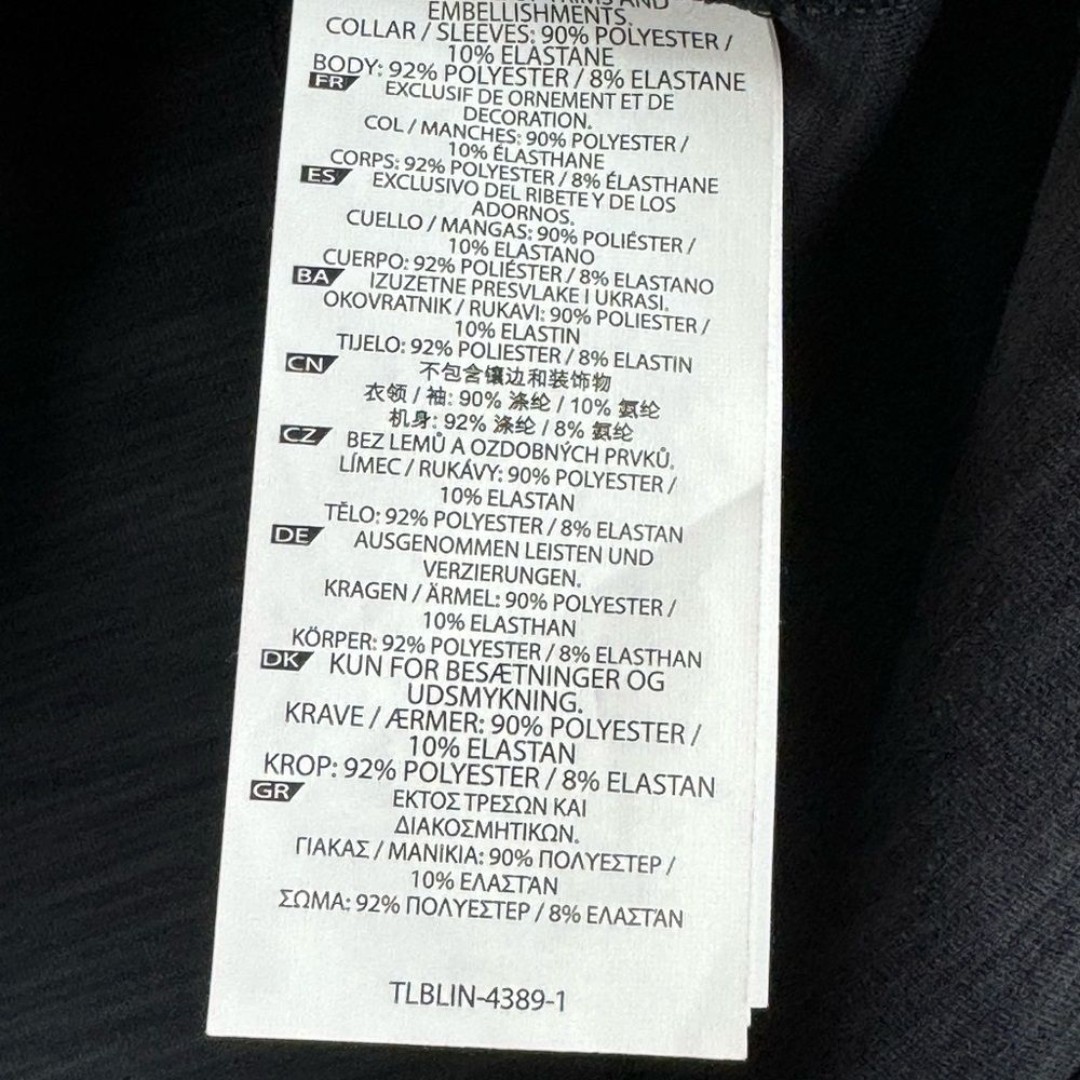 TRIMS AND
EMBELLISHMENTS.
COLLAR / SLEEVES: 90% POLYESTER /
10% ELASTANE
BODY: 92% POLYESTER / 8% ELASTANE
FR EXCLUSIF DE ORNEMENT ET DE
DECORATION.
COL / MANCHES: 90% POLYESTER /
10% ÉLASTHANE
CORPS: 92% POLYESTER / 8% ÉLASTHANE
ES EXCLUSIVO DEL RIBETE Y DE LOS
ADORNOS.
CUELLO / MANGAS: 90% POLIÉSTER /
10% ELASTANO
CUERPO: 92% POLIÉSTER / 8% ELASTANO
BA IZUZETNE PRESVLAKE I UKRASI.
OKOVRATNIK / RUKAVI: 90% POLIESTER /
10% ELASTIN
TIJELO: 92% POLIESTER / 8% ELASTIN
CN 不包含镶边和装饰物
衣领 / 袖: 90% 涤纶 / 10% 氨纶
机身: 92% 涤纶 / 8% 氨纶
CZ BEZ LEMŮ A OZDOBNÝCH PRVKŮ.
LÍMEC / RUKÁVY: 90% POLYESTER /
10% ELASTAN
TĚLO: 92% POLYESTER / 8% ELASTAN
DE AUSGENOMMEN LEISTEN UND
VERZIERUNGEN.
KRAGEN / ÄRMEL: 90% POLYESTER /
10% ELASTHAN
KÖRPER: 92% POLYESTER / 8% ELASTHAN
DK KUN FOR BESÆTNINGER OG
UDSMYKNING.
KRAVE / ÆRMER: 90% POLYESTER /
10% ELASTAN
KROP: 92% POLYESTER / 8% ELASTAN
GR ΕΚΤΟΣ ΤΡΕΣΩΝ ΚΑΙ
ΔΙΑΚΟΣΜΗΤΙΚΩΝ.
ΓΙΑΚΑΣ / ΜΑΝΊΚΙΑ: 90% ΠΟΛΥΕΣΤΕΡ /
10% ΕΛΑΣΤΆΝ
ΣΩΜΑ: 92% ΠΟΛΥΕΣΤΕΡ / 8% ΕΛΑΣΤΆΝ
TLBLIN-4389-1